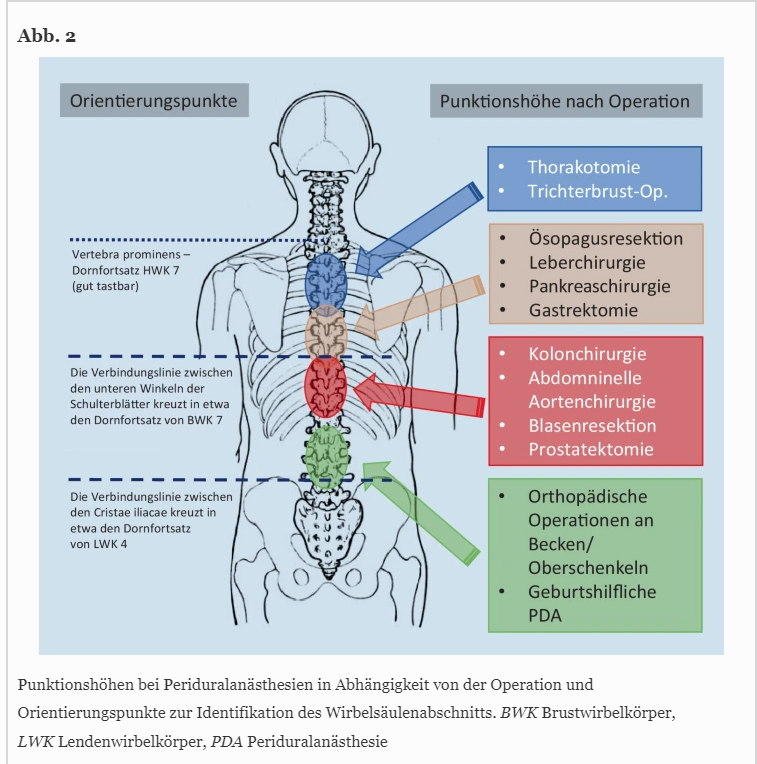 Abb. 2
Orientierungspunkte
Punktionshöhe nach Operation
• Thorakotomie
• Trichterbrust-Op.
Vertebra prominens –
Dornfortsatz HWK 7
(gut tastbar)
• Ösopagusresektion
• Leberchirurgie
• Pankreaschirurgie
• Gastrektomie
Die Verbindungslinie zwischen
den unteren Winkeln der
Schulterblätter kreuzt in etwa
den Dornfortsatz von BWK 7
• Kolonchirurgie
• Abdomninelle
Aortenchirurgie
• Blasenresektion
• Prostatektomie
Die Verbindungslinie zwischen
den Cristae iliacae kreuzt in
etwa den Dornfortsatz
von LWK 4
• Orthopädische
Operationen an
Becken/
Oberschenkeln
• Geburtshilfliche
PDA
Punktionshöhen bei Periduralanästhesien in Abhängigkeit von der Operation und
Orientierungspunkte zur Identifikation des Wirbelsäulenabschnitts. BWK Brustwirbelkörper,
LWK Lendenwirbelkörper, PDA Periduralanästhesie